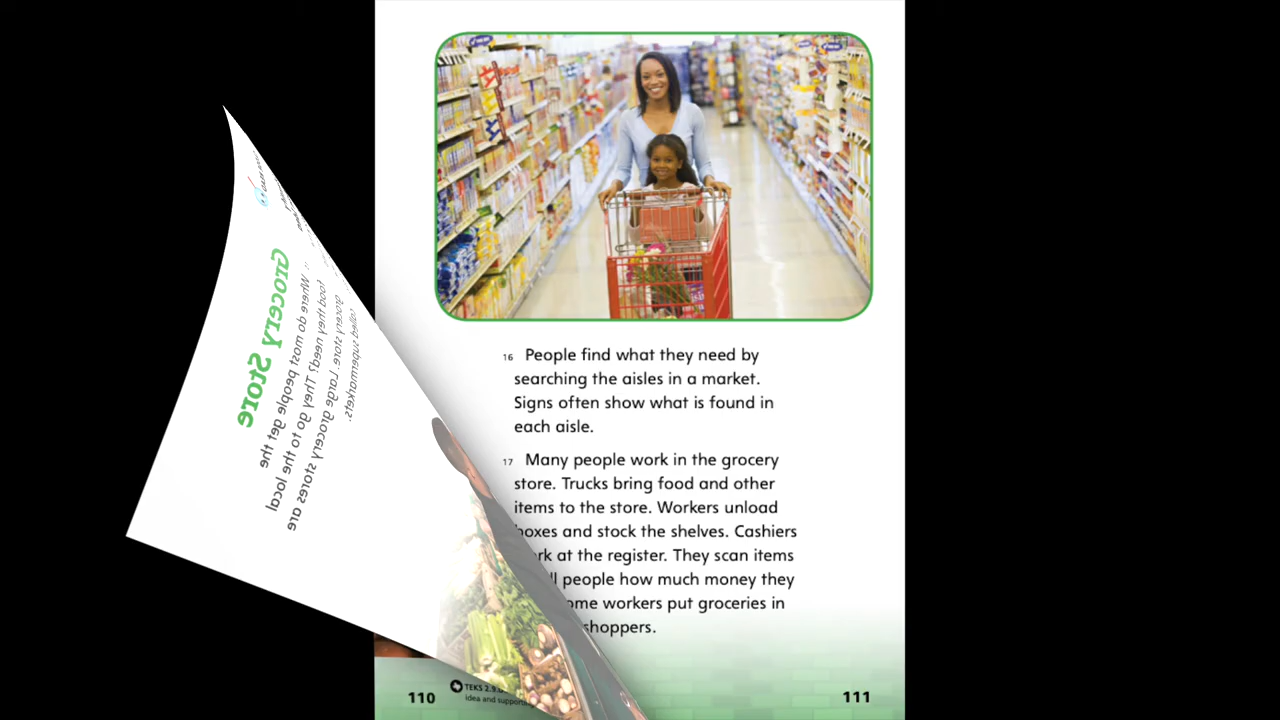 Grocery Store
Where do most people get the
food they need? They go to the local
grocery store. Large grocery stores are
called supermarkets.
16 People find what they need by
searching the aisles in a market.
Signs often show what is found in
each aisle.
17 Many people work in the grocery
store. Trucks bring food and other
items to the store. Workers unload
boxes and stock the shelves. Cashiers
at the register. They scan items
people how much money they
workers put groceries in
shoppers.
110
TEKS 2.9.
idea and
111